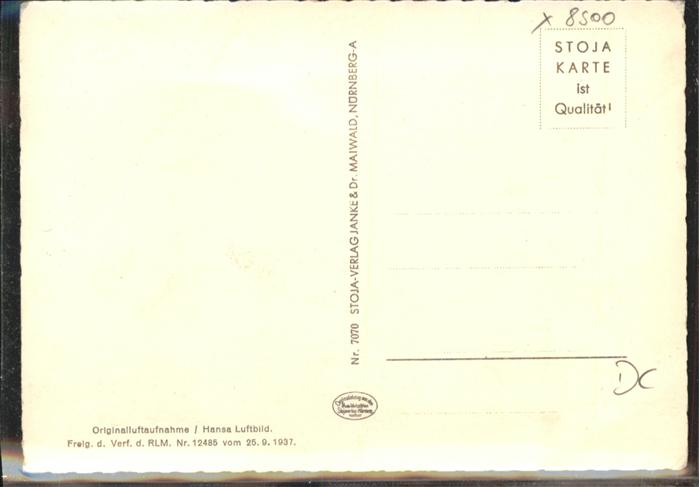 x 8500
STOJA
KARTE
ist
Qualität!
Nr. 7070 STOJA-VERLAG JANKE & Dr. MAIWALD, NÜRNBERG-A
DC
Originalluftaufnahme / Hansa Luftbild.
Freig. d. Verf. d. RLM. Nr. 12485 vom 25. 9. 1937.